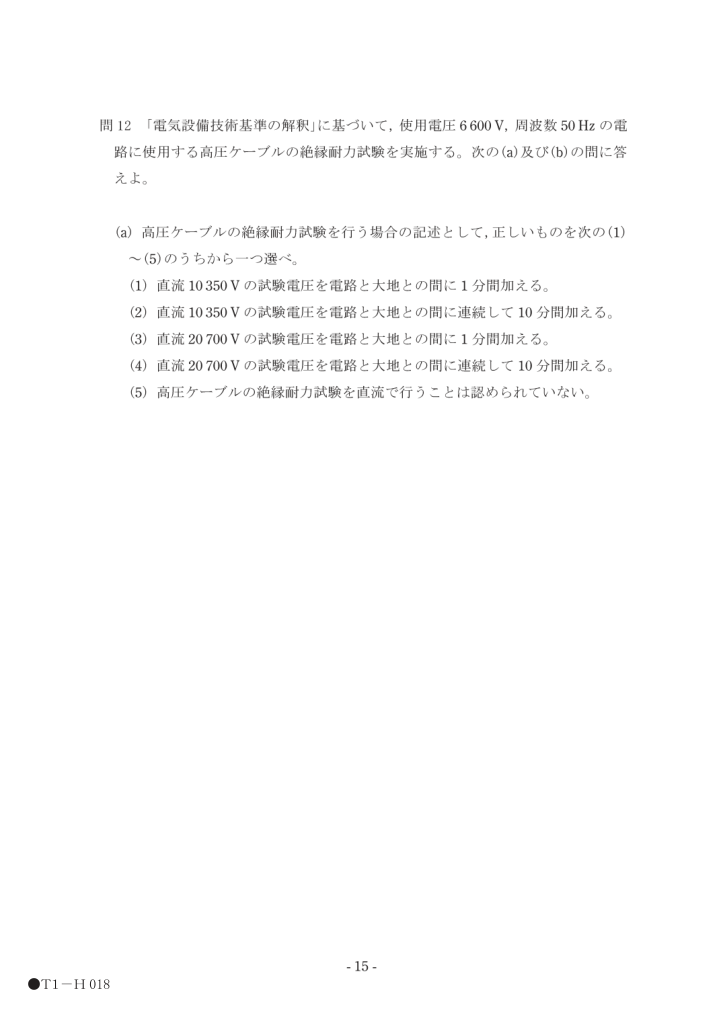 問 12 「電気設備技術基準の解釈」に基づいて，使用電圧 6 600 V，周波数 50 Hz の電
路に使用する高圧ケーブルの絶縁耐力試験を実施する。次の(a)及び(b)の問に答
えよ。
(a) 高圧ケーブルの絶縁耐力試験を行う場合の記述として，正しいものを次の(1)
～(5)のうちから一つ選べ。
(1) 直流 10 350 V の試験電圧を電路と大地との間に 1 分間加える。
(2) 直流 10 350 V の試験電圧を電路と大地との間に連続して 10 分間加える。
(3) 直流 20 700 V の試験電圧を電路と大地との間に 1 分間加える。
(4) 直流 20 700 V の試験電圧を電路と大地との間に連続して 10 分間加える。
(5) 高圧ケーブルの絶縁耐力試験を直流で行うことは認められていない。
- 15 -
●T1－H 018